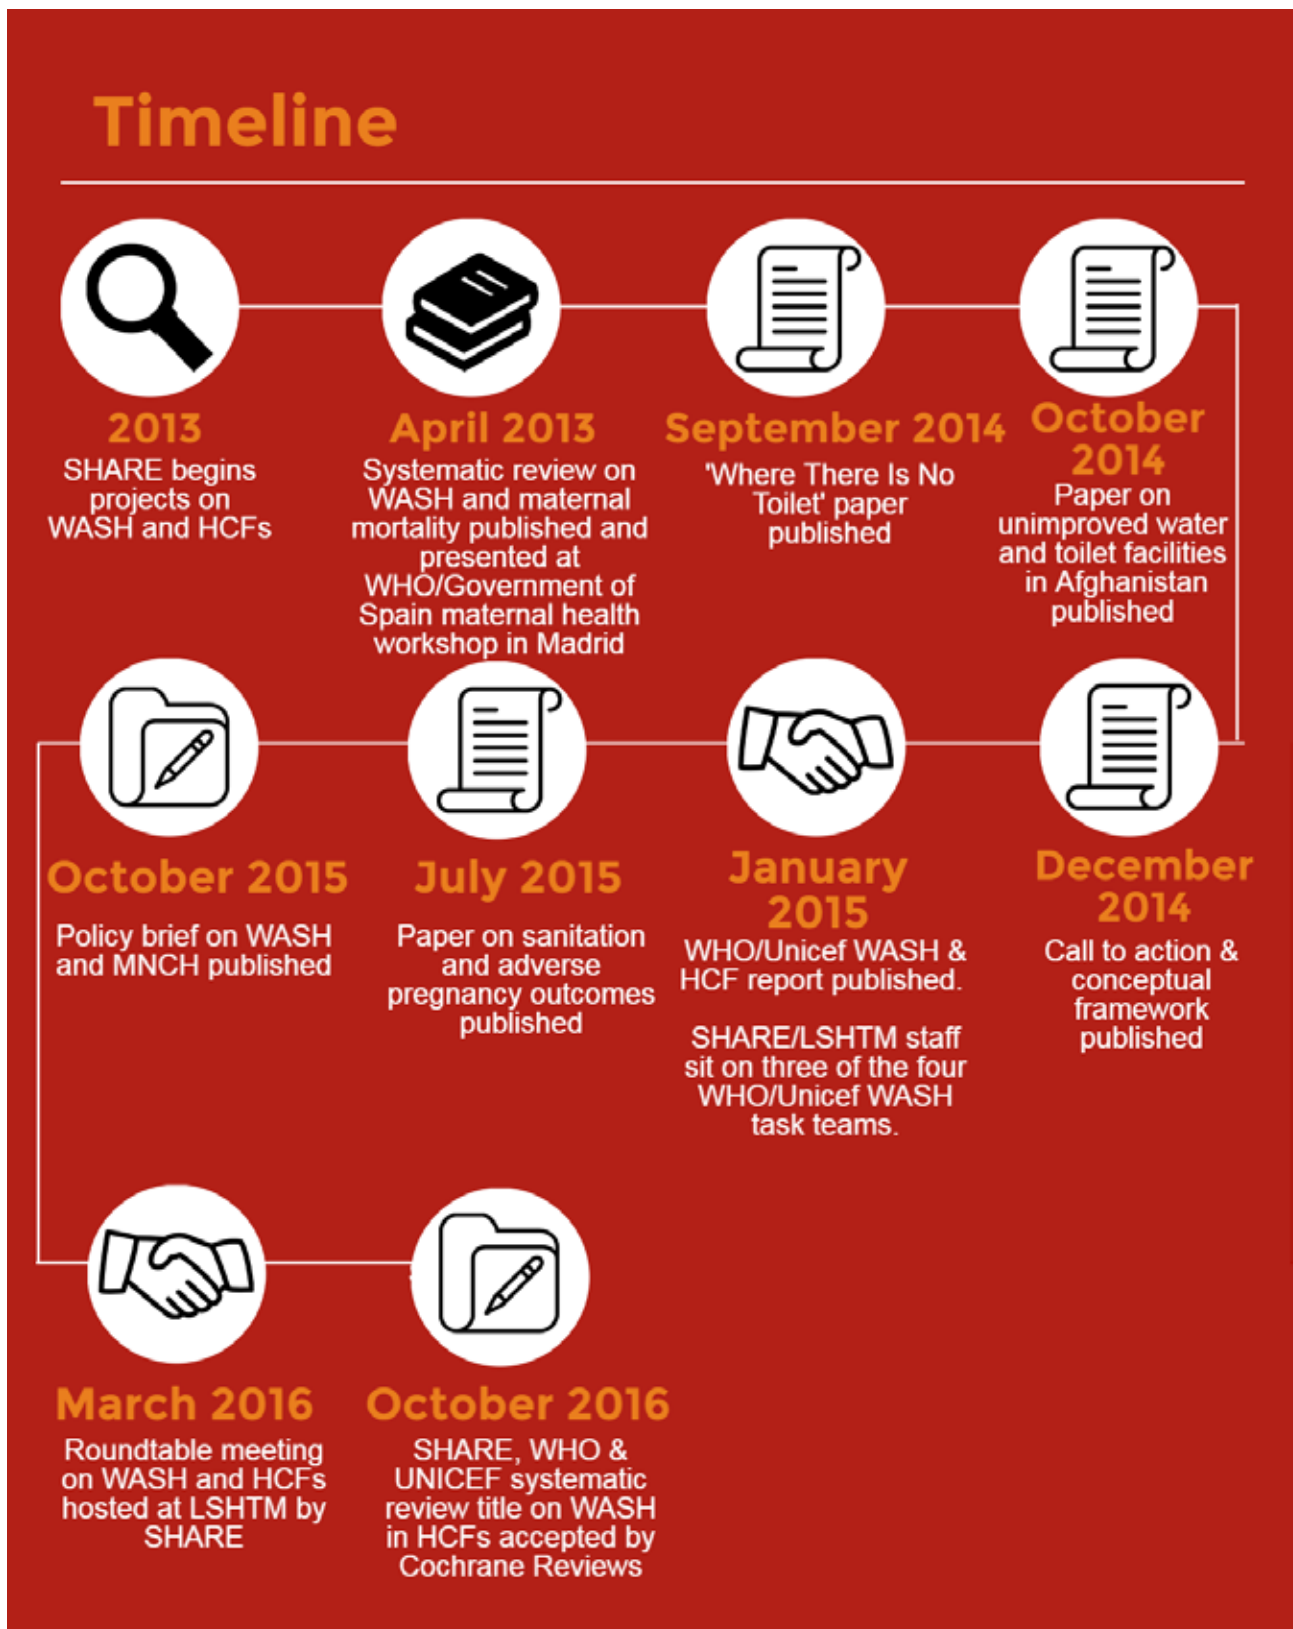 Timeline
2013
SHARE begins
projects on
WASH and HCFs
April 2013
Systematic review on
WASH and maternal
mortality published and
presented at
WHO/Government of
Spain maternal health
workshop in Madrid
September 2014
'Where There Is No
Toilet' paper
published
October
2014
Paper on
unimproved water
and toilet facilities
in Afghanistan
published
December
2014
Call to action &
conceptual
framework
published
January
2015
WHO/Unicef WASH &
HCF report published.
SHARE/LSHTM staff
sit on three of the four
WHO/Unicef WASH
task teams.
July 2015
Paper on sanitation
and adverse
pregnancy outcomes
published
October 2015
Policy brief on WASH
and MNCH published
March 2016
Roundtable meeting
on WASH and HCFs
hosted at LSHTM by
SHARE
October 2016
SHARE, WHO &
UNICEF systematic
review title on WASH
in HCFs accepted by
Cochrane Reviews